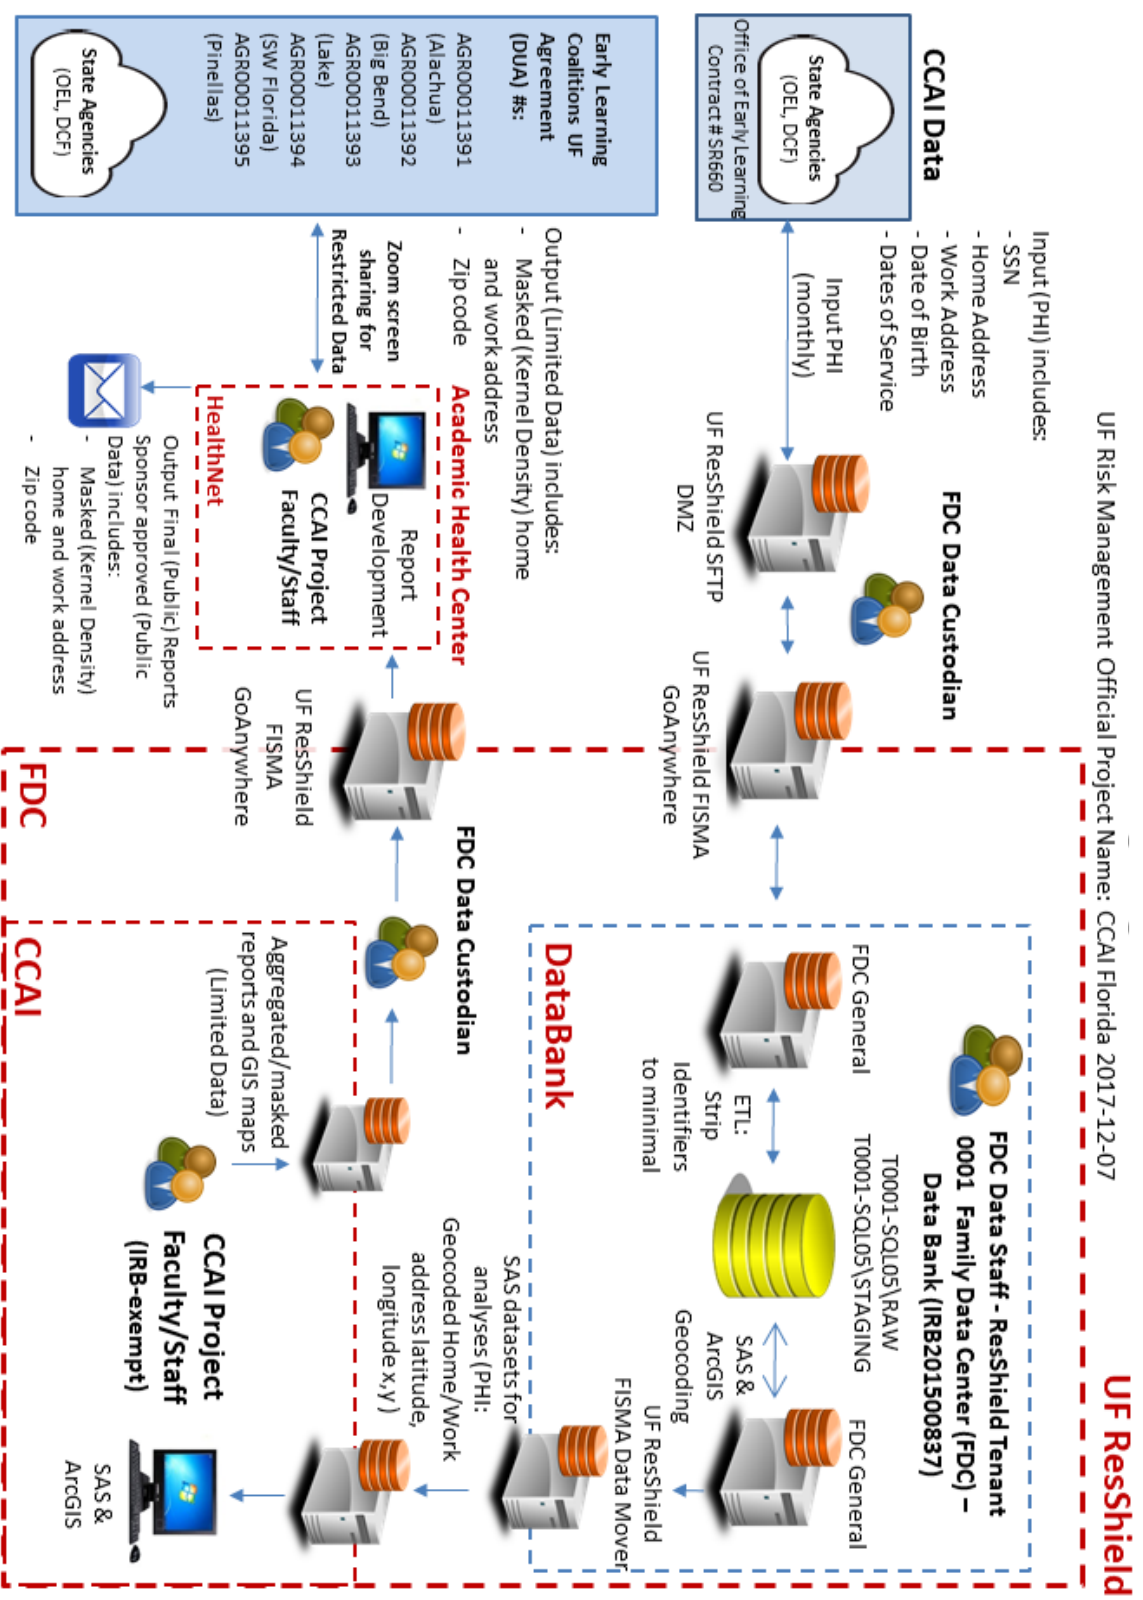 UF Risk Management Official Project Name: CCAI Florida 2017-12-07
UF ResShield
CCAI Data
State Agencies
(OEL, DCF)
Office of Early Learning
Contract # SR660
Input (PHI) includes:
- SSN
- Home Address
- Work Address
- Date of Birth
- Dates of Service
Input PHI
(monthly)
FDC Data Custodian
UF ResShield SFTP
DMZ
UF ResShield FISMA
GoAnywhere
FDC Data Staff - ResShield Tenant
0001 Family Data Center (FDC) –
Data Bank (IRB201500837)
FDC General
T0001-SQL05\RAW
T0001-SQL05\STAGING
FDC General
ETL:
Strip
Identifiers
to minimal
SAS &
ArcGIS
Geocoding
DataBank
UF ResShield
FISMA Data Mover
Early Learning
Coalitions UF
Agreement
(DUA) #s:
AGR00011391
(Alachua)
AGR00011392
(Big Bend)
AGR00011393
(Lake)
AGR00011394
(SW Florida)
AGR00011395
(Pinellas)
State Agencies
(OEL, DCF)
Output (Limited Data) includes:
- Masked (Kernel Density) home
and work address
- Zip code
Zoom screen
sharing for
Restricted Data
Academic Health Center
Report
Development
CCAI Project
Faculty/Staff
HealthNet
Output Final (Public) Reports
Sponsor approved (Public
Data) includes:
- Masked (Kernel Density)
home and work address
- Zip code
UF ResShield
FISMA
GoAnywhere
FDC Data Custodian
FDC
CCAI
Aggregated/masked
reports and GIS maps
(Limited Data)
SAS datasets for
analyses (PHI:
Geocoded Home/Work
address latitude,
longitude x,y)
CCAI Project
Faculty/Staff
(IRB-exempt)
SAS &
ArcGIS